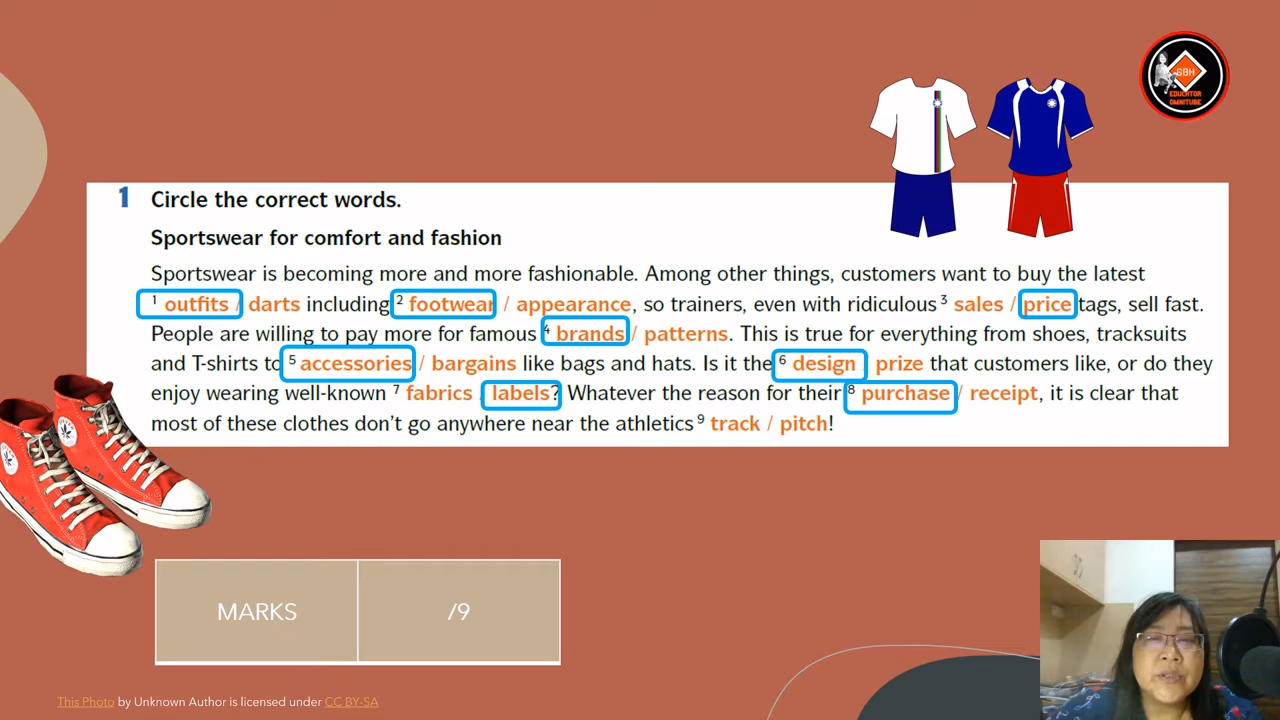 GBH
EDUCATOR
OMNITUBE
1 Circle the correct words.
Sportswear for comfort and fashion
Sportswear is becoming more and more fashionable. Among other things, customers want to buy the latest
1 outfits / darts including 2 footwear / appearance, so trainers, even with ridiculous 3 sales / price tags, sell fast.
People are willing to pay more for famous 4 brands / patterns. This is true for everything from shoes, tracksuits
and T-shirts to 5 accessories / bargains like bags and hats. Is it the 6 design / prize that customers like, or do they
enjoy wearing well-known 7 fabrics / labels? Whatever the reason for their 8 purchase / receipt, it is clear that
most of these clothes don't go anywhere near the athletics 9 track / pitch!
MARKS /9
This Photo by Unknown Author is licensed under CC BY-SA